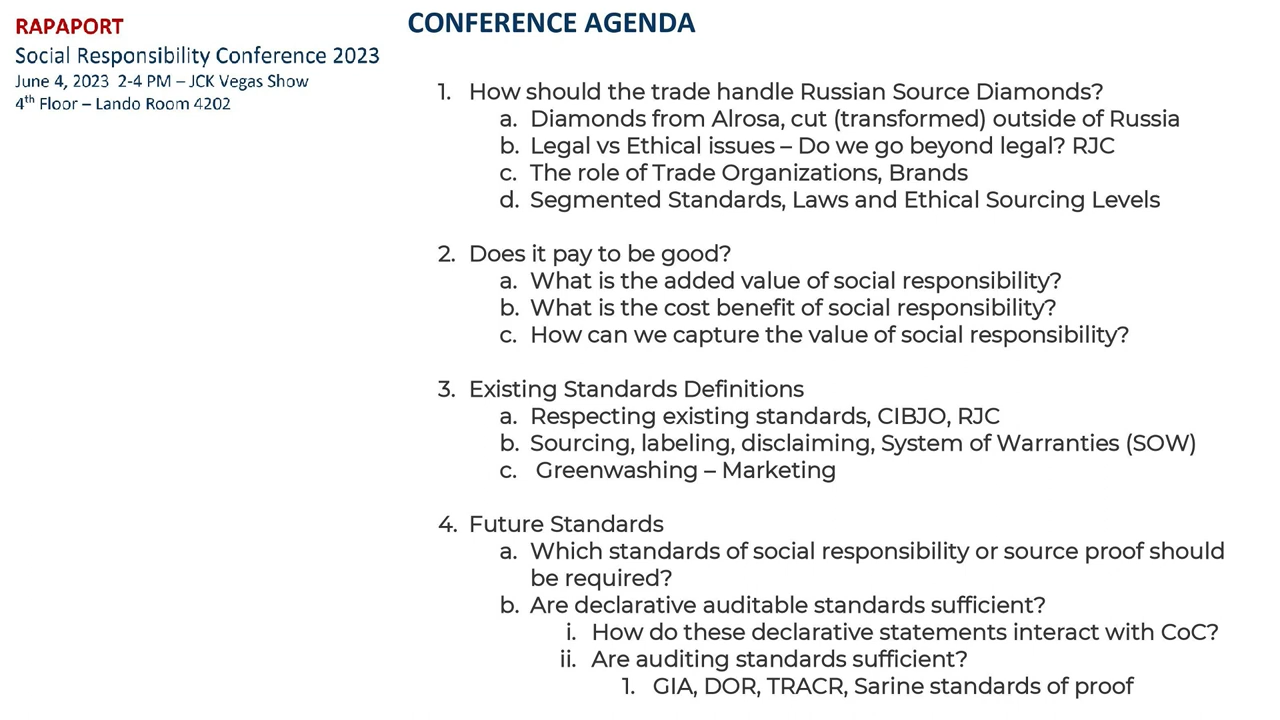 RAPAPORT
Social Responsibility Conference 2023
June 4, 2023 2-4 PM – JCK Vegas Show
4th Floor – Lando Room 4202
CONFERENCE AGENDA
1. How should the trade handle Russian Source Diamonds?
a. Diamonds from Alrosa, cut (transformed) outside of Russia
b. Legal vs Ethical issues – Do we go beyond legal? RJC
c. The role of Trade Organizations, Brands
d. Segmented Standards, Laws and Ethical Sourcing Levels
2. Does it pay to be good?
a. What is the added value of social responsibility?
b. What is the cost benefit of social responsibility?
c. How can we capture the value of social responsibility?
3. Existing Standards Definitions
a. Respecting existing standards, CIBJO, RJC
b. Sourcing, labeling, disclaiming, System of Warranties (SOW)
c. Greenwashing – Marketing
4. Future Standards
a. Which standards of social responsibility or source proof should
be required?
b. Are declarative auditable standards sufficient?
i. How do these declarative statements interact with CoC?
ii. Are auditing standards sufficient?
1. GIA, DOR, TRACR, Sarine standards of proof